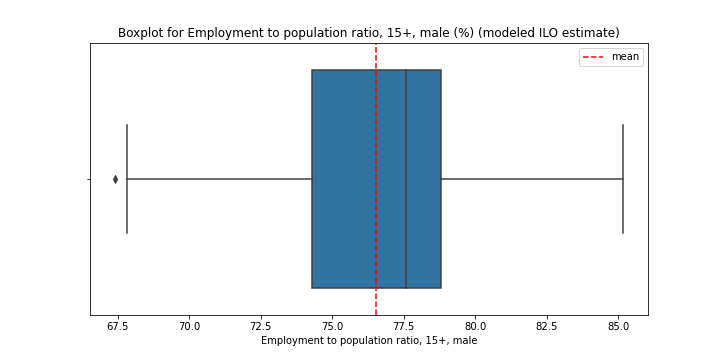 Boxplot for Employment to population ratio, 15+, male (%) (modeled ILO estimate)
mean
67.5 70.0 72.5 75.0 77.5 80.0 82.5 85.0
Employment to population ratio, 15+, male